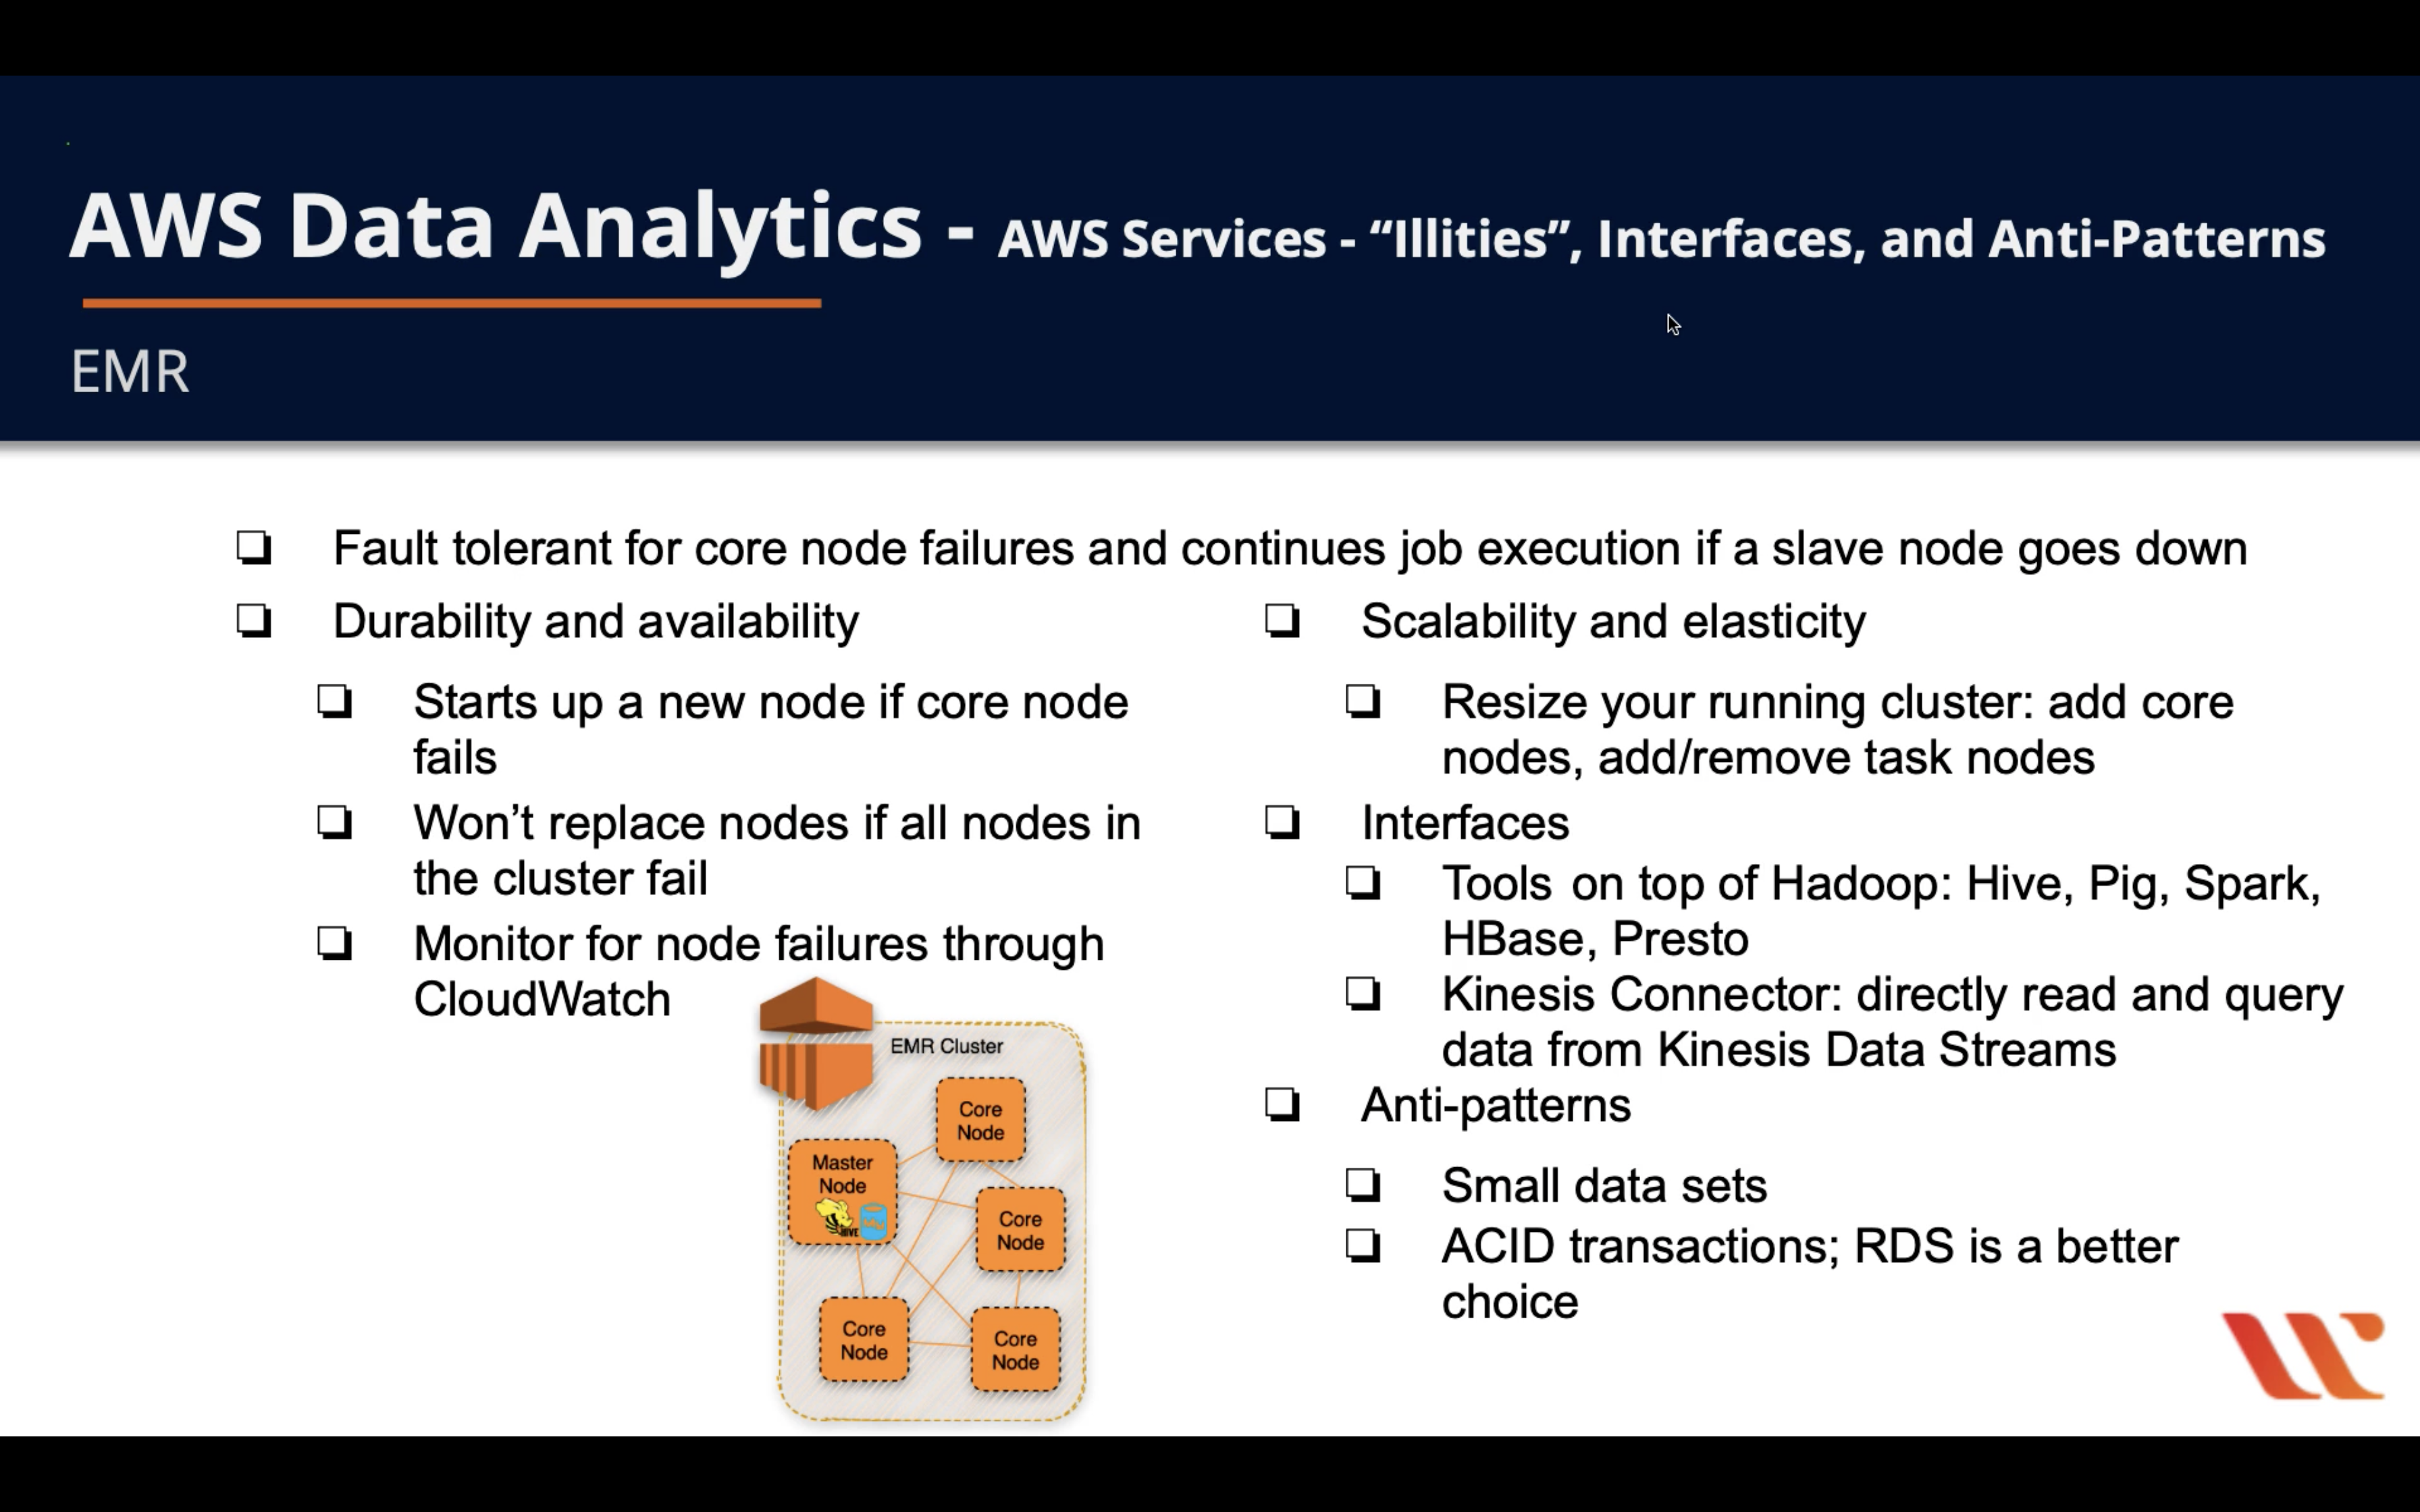 AWS Data Analytics - AWS Services - “Illities”, Interfaces, and Anti-Patterns
EMR
❏ Fault tolerant for core node failures and continues job execution if a slave node goes down
❏ Durability and availability
❏ Starts up a new node if core node
fails
❏ Won’t replace nodes if all nodes in
the cluster fail
❏ Monitor for node failures through
CloudWatch
❏ Scalability and elasticity
❏ Resize your running cluster: add core
nodes, add/remove task nodes
❏ Interfaces
❏ Tools on top of Hadoop: Hive, Pig, Spark,
HBase, Presto
❏ Kinesis Connector: directly read and query
data from Kinesis Data Streams
❏ Anti-patterns
❏ Small data sets
❏ ACID transactions; RDS is a better
choice
EMR Cluster
Core
Node
Master
Node
HIVE
Core
Node
Core
Node
Core
Node